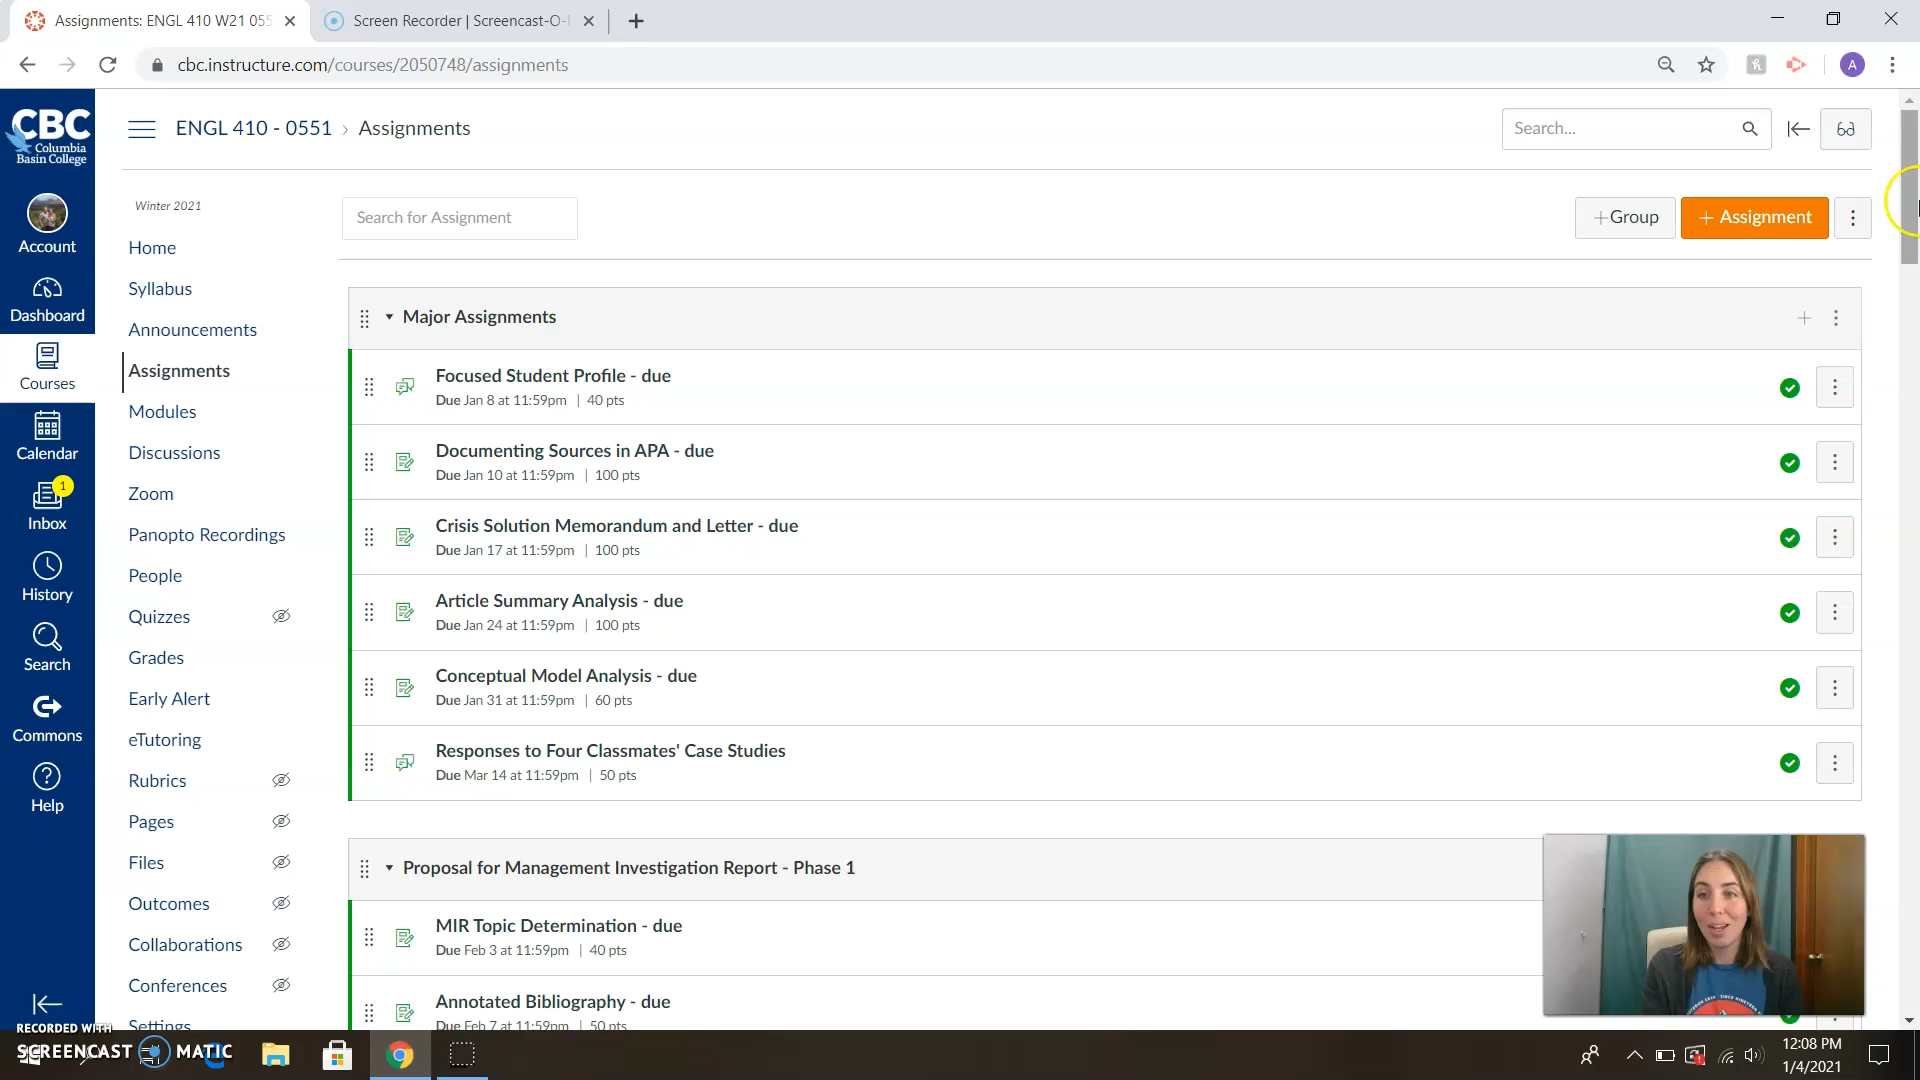 Assignments: ENGL 410 W21 055
Screen Recorder | Screencast-O-
cbc.instructure.com/courses/2050748/assignments
A
CBC
Columbia
Basin College
Account
Dashboard
Courses
Calendar
1
Inbox
History
Search
Commons
Help
ENGL 410 - 0551 › Assignments
Search...
Winter 2021
Home
Syllabus
Announcements
Assignments
Modules
Discussions
Zoom
Panopto Recordings
People
Quizzes
Grades
Early Alert
eTutoring
Rubrics
Pages
Files
Outcomes
Collaborations
Conferences
Settings
Search for Assignment
+Group
+ Assignment
Major Assignments
Focused Student Profile - due
Due Jan 8 at 11:59pm | 40 pts
Documenting Sources in APA - due
Due Jan 10 at 11:59pm | 100 pts
Crisis Solution Memorandum and Letter - due
Due Jan 17 at 11:59pm | 100 pts
Article Summary Analysis - due
Due Jan 24 at 11:59pm | 100 pts
Conceptual Model Analysis - due
Due Jan 31 at 11:59pm | 60 pts
Responses to Four Classmates' Case Studies
Due Mar 14 at 11:59pm | 50 pts
Proposal for Management Investigation Report - Phase 1
MIR Topic Determination - due
Due Feb 3 at 11:59pm | 40 pts
Annotated Bibliography - due
Due Feb 7 at 11:59pm | 50 pts
RECORDED WITH
SCREENCAST MATIC
12:08 PM
1/4/2021